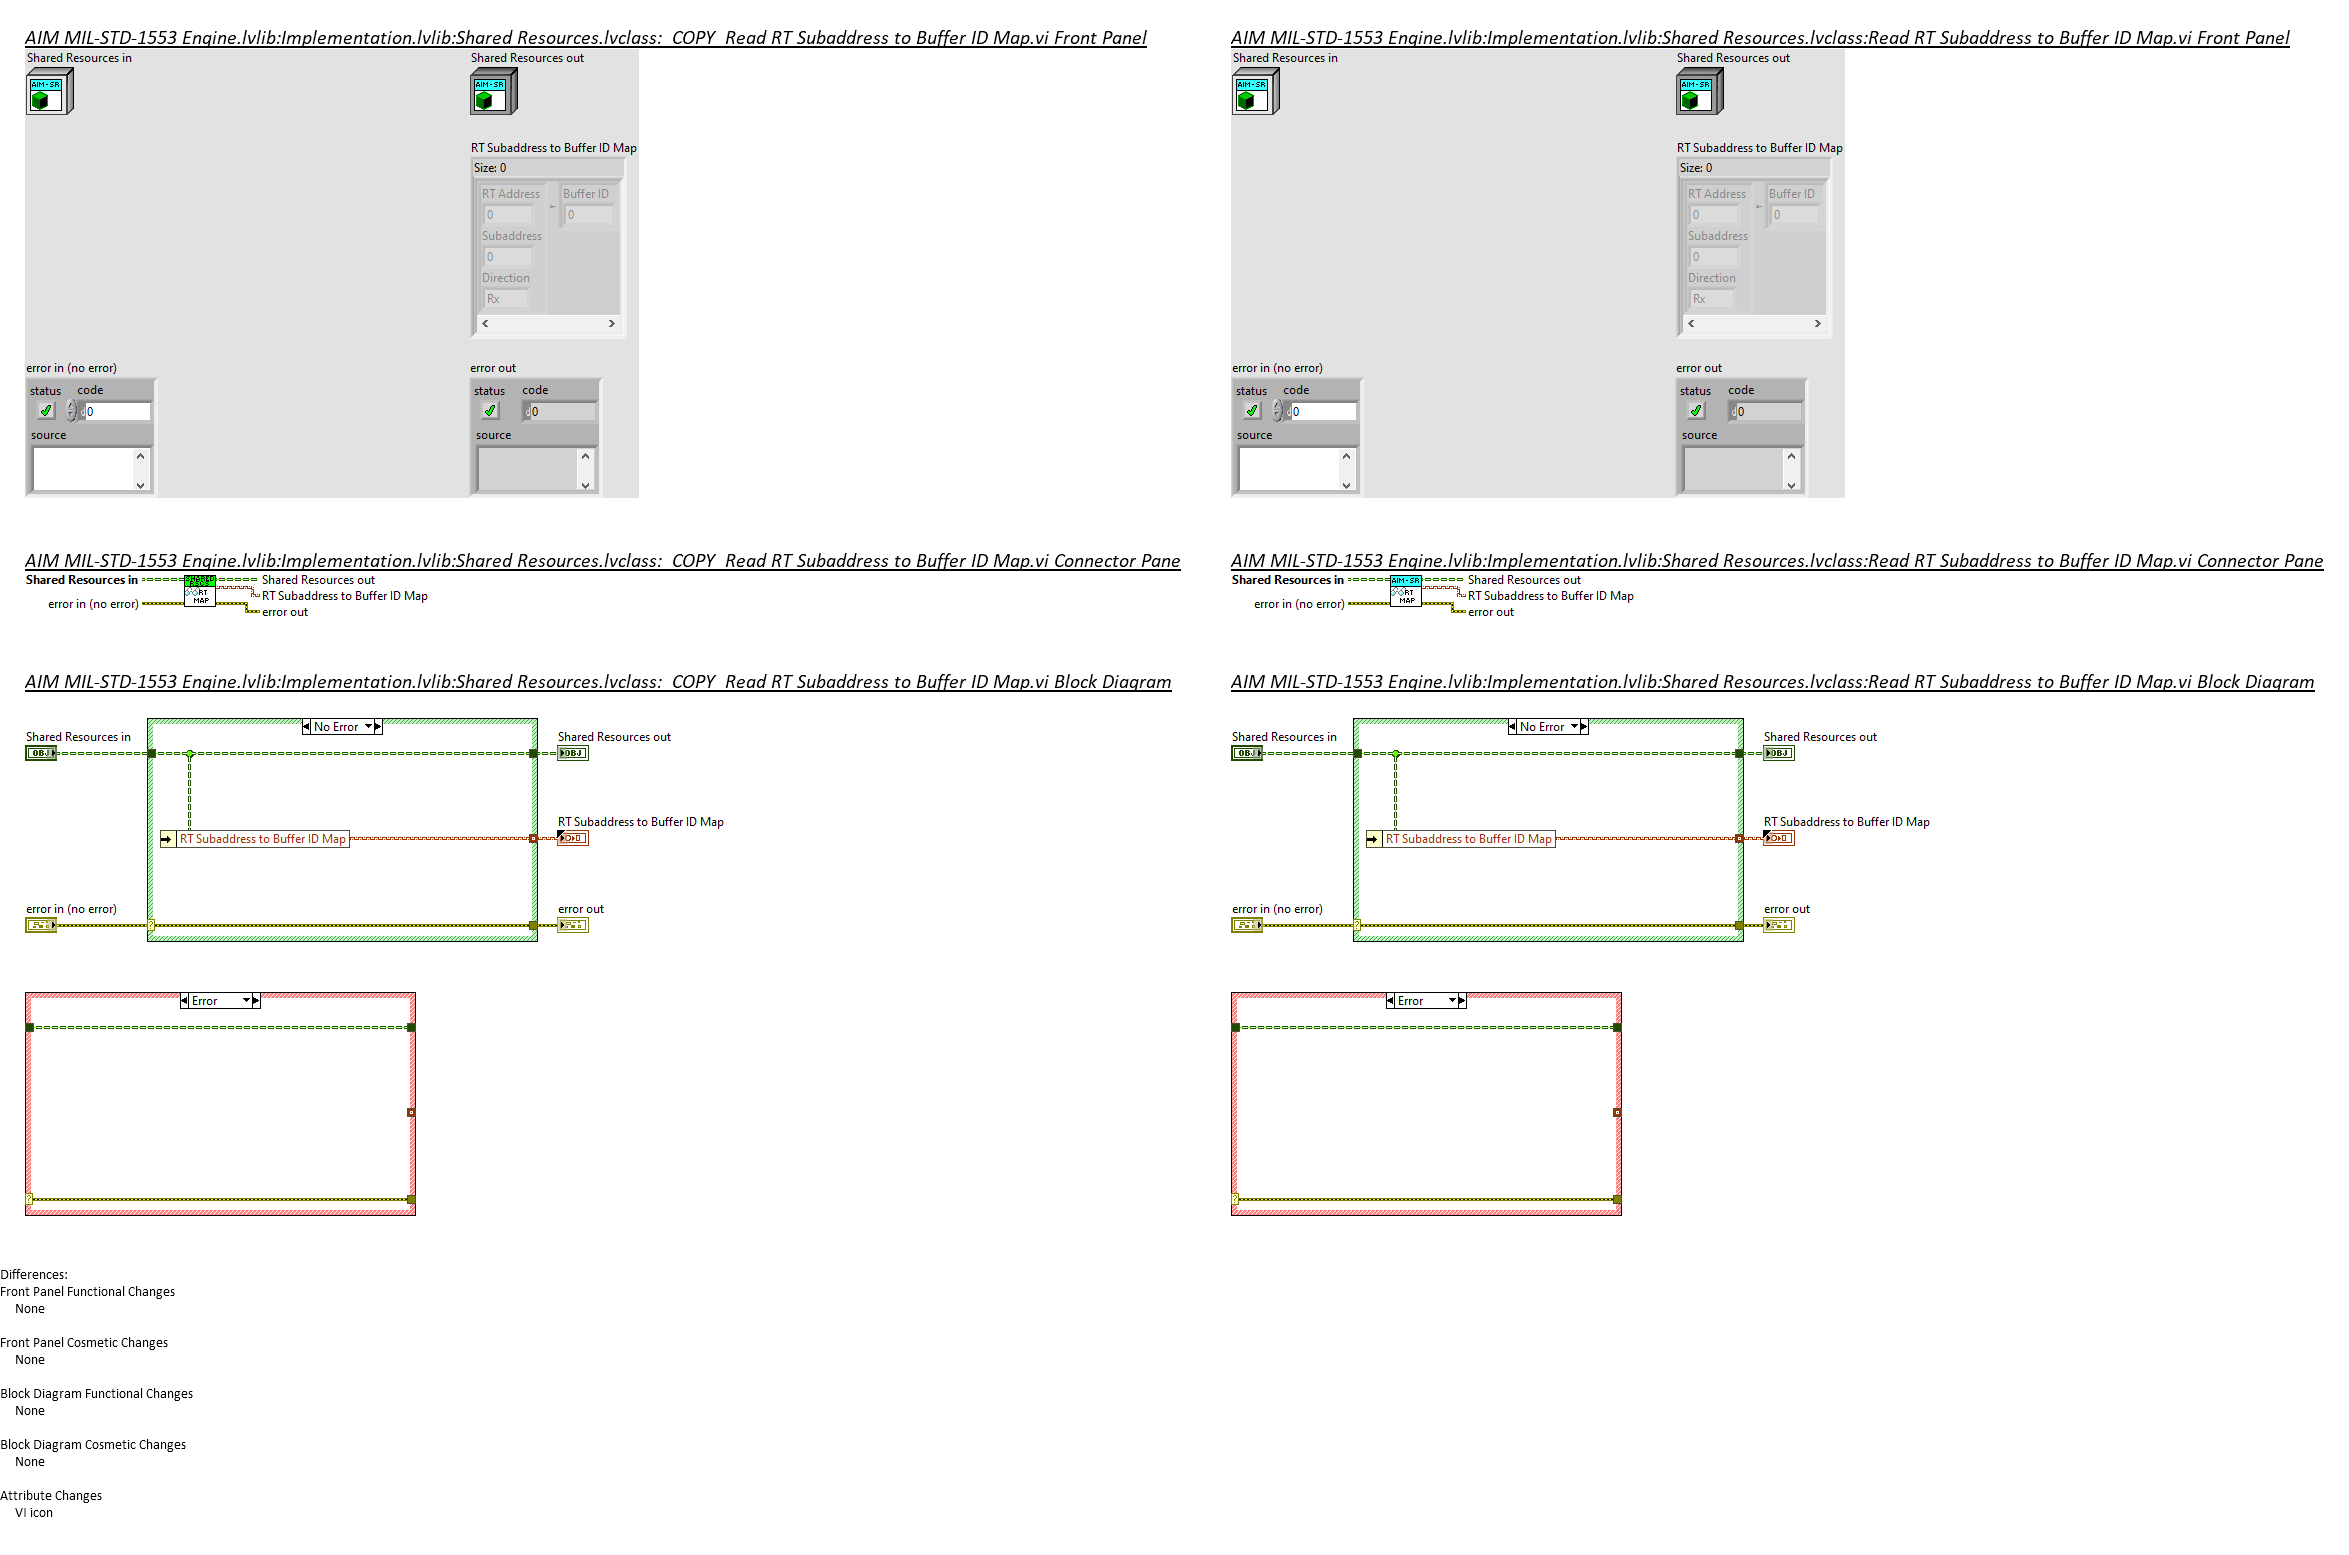 AIM MIL-STD-1553 Engine.lvlib:Implementation.lvlib:Shared Resources.lvclass:  COPY  Read RT Subaddress to Buffer ID Map.vi Front Panel
Shared Resources in
AIM-SR
Shared Resources out
AIM-SR
RT Subaddress to Buffer ID Map
Size: 0
RT Address
Buffer ID
0
0
Subaddress
0
Direction
Rx
error in (no error)
status
code
d
0
source
error out
status
code
d
0
source
AIM MIL-STD-1553 Engine.lvlib:Implementation.lvlib:Shared Resources.lvclass:Read RT Subaddress to Buffer ID Map.vi Front Panel
Shared Resources in
AIM-SR
Shared Resources out
AIM-SR
RT Subaddress to Buffer ID Map
Size: 0
RT Address
Buffer ID
0
0
Subaddress
0
Direction
Rx
error in (no error)
status
code
d
0
source
error out
status
code
d
0
source
AIM MIL-STD-1553 Engine.lvlib:Implementation.lvlib:Shared Resources.lvclass:  COPY  Read RT Subaddress to Buffer ID Map.vi Connector Pane
Shared Resources in
error in (no error)
SHARED
RT
MAP
Shared Resources out
RT Subaddress to Buffer ID Map
error out
AIM MIL-STD-1553 Engine.lvlib:Implementation.lvlib:Shared Resources.lvclass:Read RT Subaddress to Buffer ID Map.vi Connector Pane
Shared Resources in
error in (no error)
AIM-SR
RT
MAP
Shared Resources out
RT Subaddress to Buffer ID Map
error out
AIM MIL-STD-1553 Engine.lvlib:Implementation.lvlib:Shared Resources.lvclass:  COPY  Read RT Subaddress to Buffer ID Map.vi Block Diagram
No Error
Shared Resources in
OBJ
Shared Resources out
OBJ
RT Subaddress to Buffer ID Map
RT Subaddress to Buffer ID Map
error in (no error)
?
error out
Error
?
AIM MIL-STD-1553 Engine.lvlib:Implementation.lvlib:Shared Resources.lvclass:Read RT Subaddress to Buffer ID Map.vi Block Diagram
No Error
Shared Resources in
OBJ
Shared Resources out
OBJ
RT Subaddress to Buffer ID Map
RT Subaddress to Buffer ID Map
error in (no error)
?
error out
Error
?
Differences:
Front Panel Functional Changes
None
Front Panel Cosmetic Changes
None
Block Diagram Functional Changes
None
Block Diagram Cosmetic Changes
None
Attribute Changes
VI icon